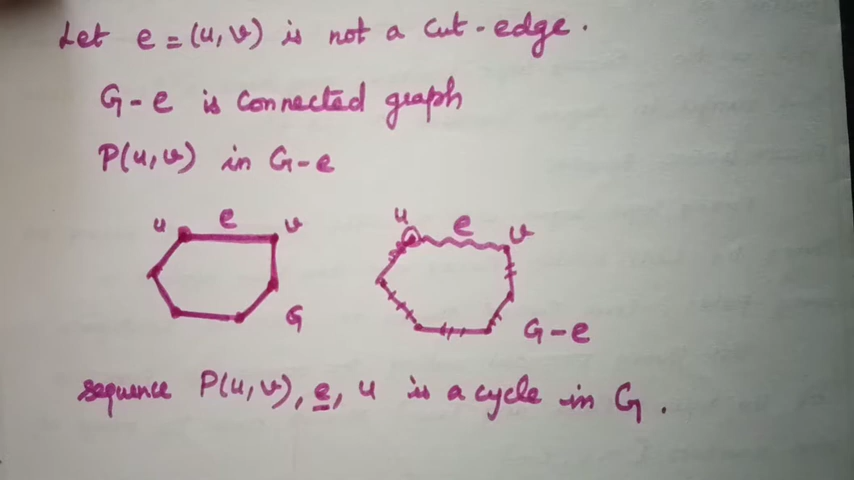 Let e = (u, v) is not a cut-edge.
G - e is connected graph
P(u, v) in G-e
u e v
G
u e v
G-e
sequence P(u, v), e, u is a cycle in G.